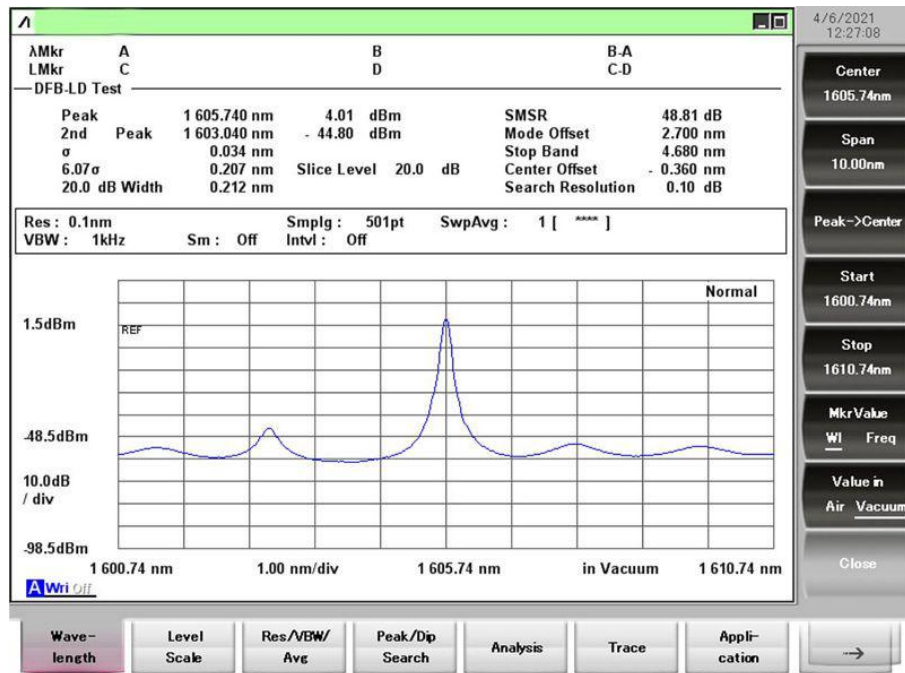 4/6/2021
12:27:08
λMkr A B B-A
LMkr C D C-D
DFB-LD Test
Peak 1 605.740 nm 4.01 dBm SMSR 48.81 dB
2nd Peak 1 603.040 nm - 44.80 dBm Mode Offset 2.700 nm
σ 0.034 nm Stop Band 4.680 nm
6.07σ 0.207 nm Slice Level 20.0 dB Center Offset - 0.360 nm
20.0 dB Width 0.212 nm Search Resolution 0.10 dB
Res : 0.1nm Smplg : 501pt SwpAvg : 1 [ **** ]
VBW : 1kHz Sm : Off Intvl : Off
Normal
1.5dBm
REF
-48.5dBm
10.0dB
/ div
-98.5dBm
1 600.74 nm 1.00 nm/div 1 605.74 nm in Vacuum 1 610.74 nm
A Wri Off
Center
1605.74nm
Span
10.00nm
Peak->Center
Start
1600.74nm
Stop
1610.74nm
MkrValue
Wl Freq
Value in
Air Vacuum
Close
Wave-
length
Level
Scale
Res/VBW/
Avg
Peak/Dip
Search
Analysis
Trace
Appli-
cation